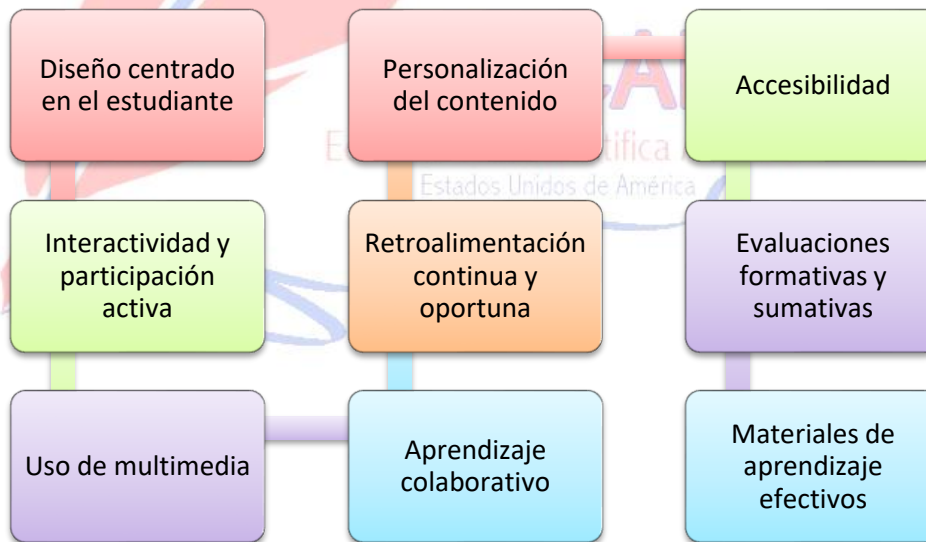 Diseño centrado
en el estudiante
Interactividad y
participación
activa
Uso de multimedia
Aprendizaje
colaborativo
Retroalimentación
continua y
oportuna
Personalización
del contenido
Accesibilidad
Evaluaciones
formativas y
sumativas
Materiales de
aprendizaje
efectivos
Estados Unidos de América